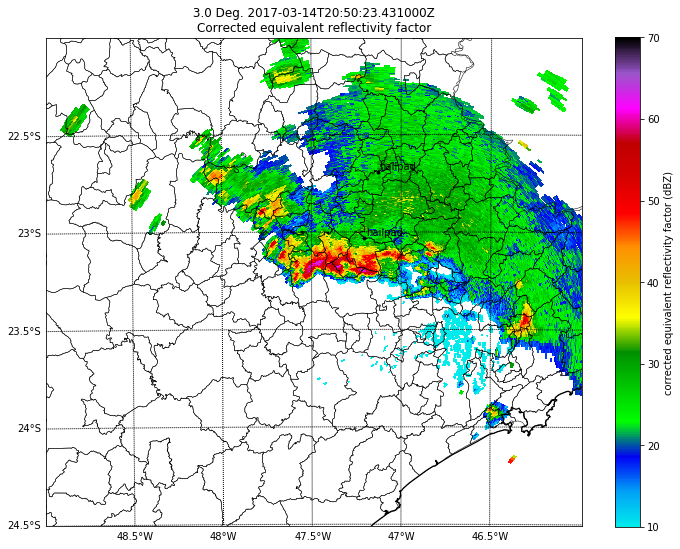 3.0 Deg. 2017-03-14T20:50:23.431000Z
Corrected equivalent reflectivity factor
70
60
50
40
30
20
10
corrected equivalent reflectivity factor (dBZ)
22.5°S
23°S
23.5°S
24°S
24.5°S
hailpad
hailpad
48.5°W
48°W
47.5°W
47°W
46.5°W